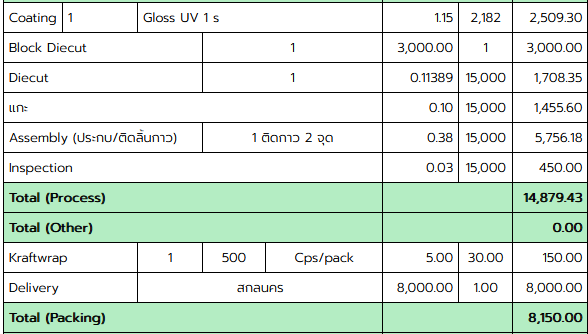 Coating 1 Gloss UV 1 s 1.15 2,182 2,509.30
Block Diecut 1 3,000.00 1 3,000.00
Diecut 1 0.11389 15,000 1,708.35
แกะ 0.10 15,000 1,455.60
Assembly (ประกบ/ติดลิ้นกาว) 1 ติดกาว 2 จุด 0.38 15,000 5,756.18
Inspection 0.03 15,000 450.00
Total (Process) 14,879.43
Total (Other) 0.00
Kraftwrap 1 500 Cps/pack 5.00 30.00 150.00
Delivery สกลนคร 8,000.00 1.00 8,000.00
Total (Packing) 8,150.00